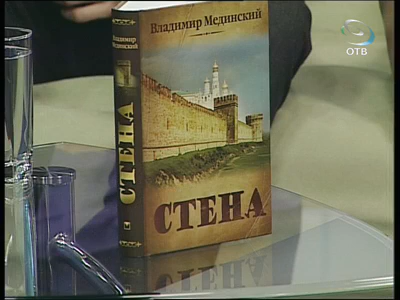 Владимир Мединский
СТЕНА
Владимир
Мединский
СТЕНА
ОТВ